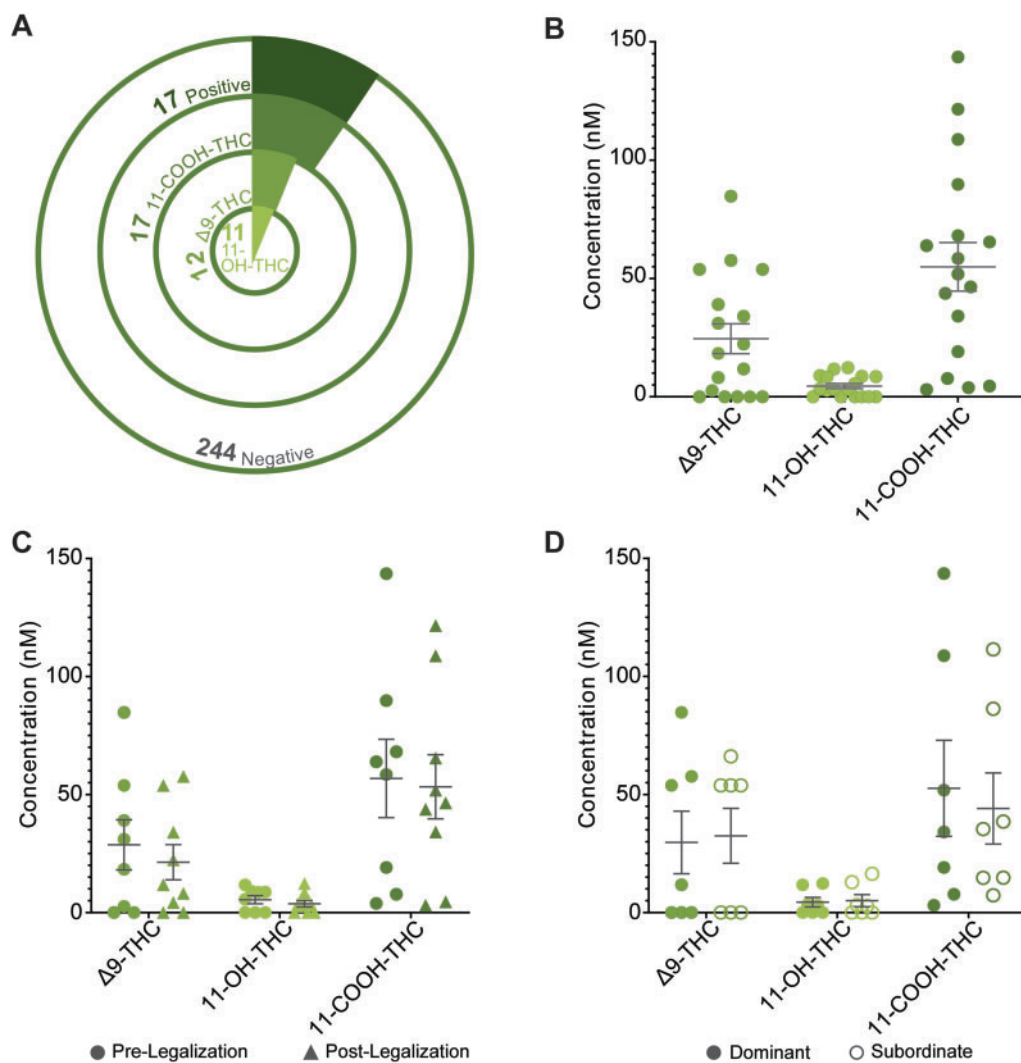 A
17 Positive
17 11-COOH-THC
12 Δ9-THC
11
11-
OH-THC
244 Negative
B
Concentration (nM)
150
100
50
0
Δ9-THC
11-OH-THC
11-COOH-THC
C
Concentration (nM)
150
100
50
0
Δ9-THC
11-OH-THC
11-COOH-THC
Pre-Legalization
Post-Legalization
D
Concentration (nM)
150
100
50
0
Δ9-THC
11-OH-THC
11-COOH-THC
Dominant
Subordinate